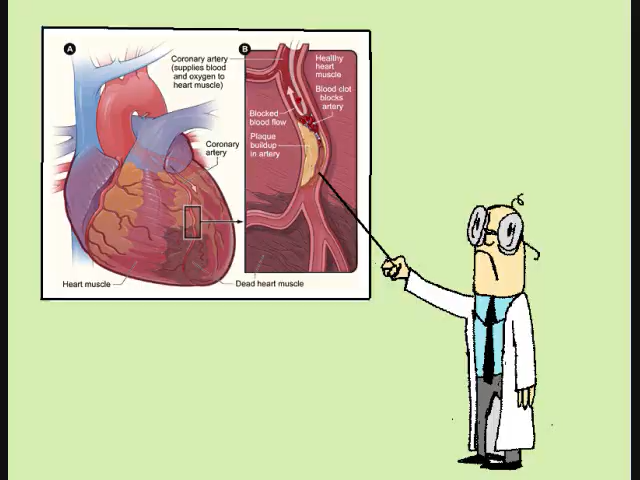 A
Coronary artery
(supplies blood
and oxygen to
heart muscle)
Coronary
artery
Heart muscle
Dead heart muscle
B
Healthy
heart
muscle
Blood clot
blocks
artery
Blocked
blood flow
Plaque
buildup
in artery